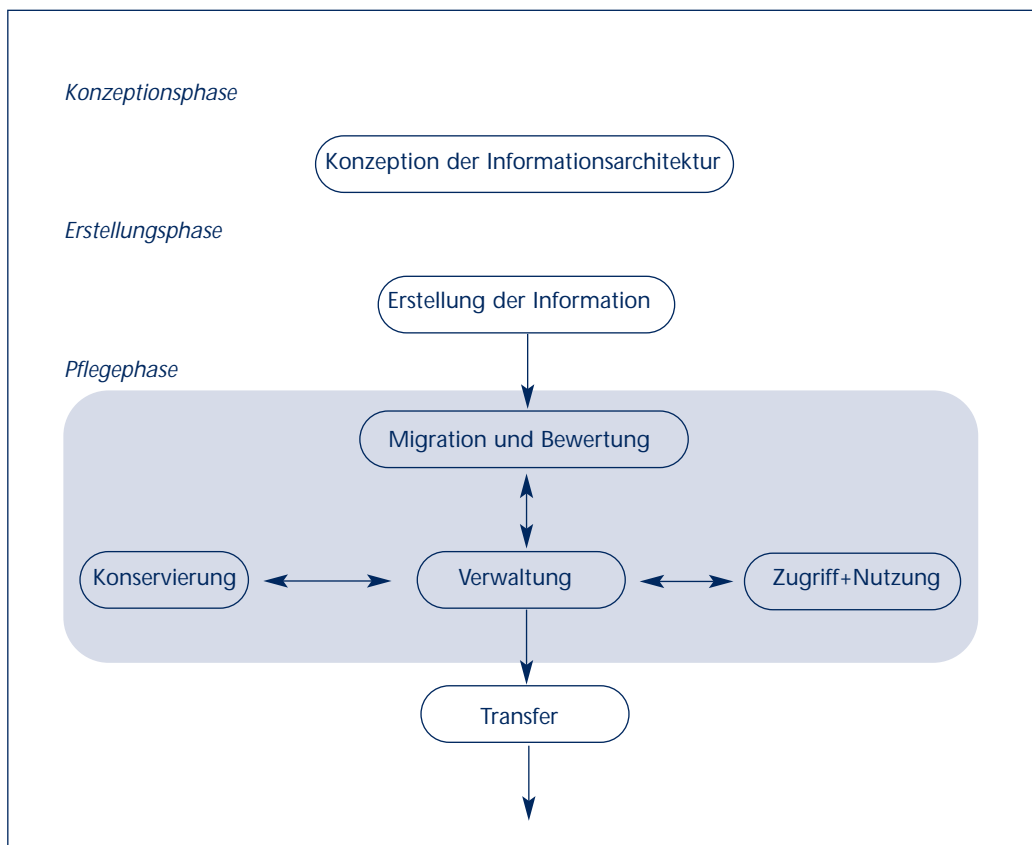 Konzeptionsphase
Konzeption der Informationsarchitektur
Erstellungsphase
Erstellung der Information
Pflegephase
Migration und Bewertung
Konservierung
Verwaltung
Zugriff+Nutzung
Transfer